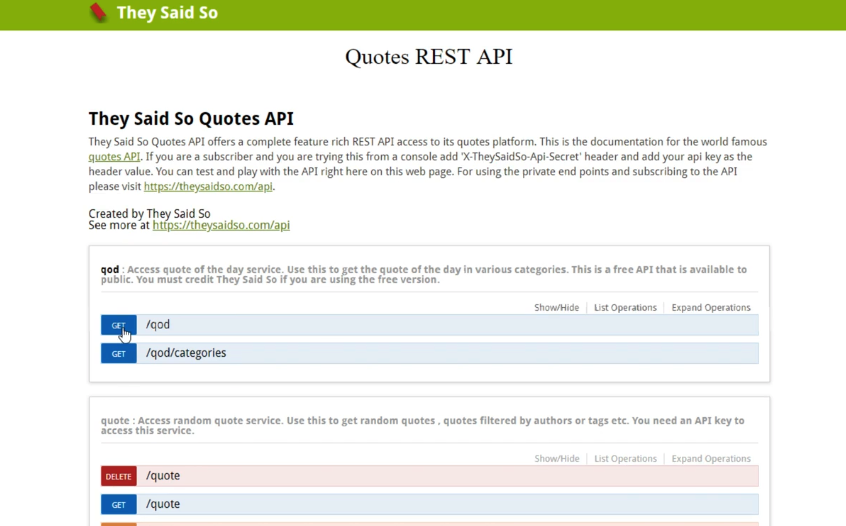 They Said So
Quotes REST API
They Said So Quotes API
They Said So Quotes API offers a complete feature rich REST API access to its quotes platform. This is the documentation for the world famous
quotes API. If you are a subscriber and you are trying this from a console add 'X-TheySaidSo-Api-Secret' header and add your api key as the
header value. You can test and play with the API right here on this web page. For using the private end points and subscribing to the API
please visit https://theysaidso.com/api.
Created by They Said So
See more at https://theysaidso.com/api
qod : Access quote of the day service. Use this to get the quote of the day in various categories. This is a free API that is available to
public. You must credit They Said So if you are using the free version.
Show/Hide List Operations Expand Operations
GET /qod
GET /qod/categories
quote : Access random quote service. Use this to get random quotes , quotes filtered by authors or tags etc. You need an API key to
access this service.
Show/Hide List Operations Expand Operations
DELETE /quote
GET /quote